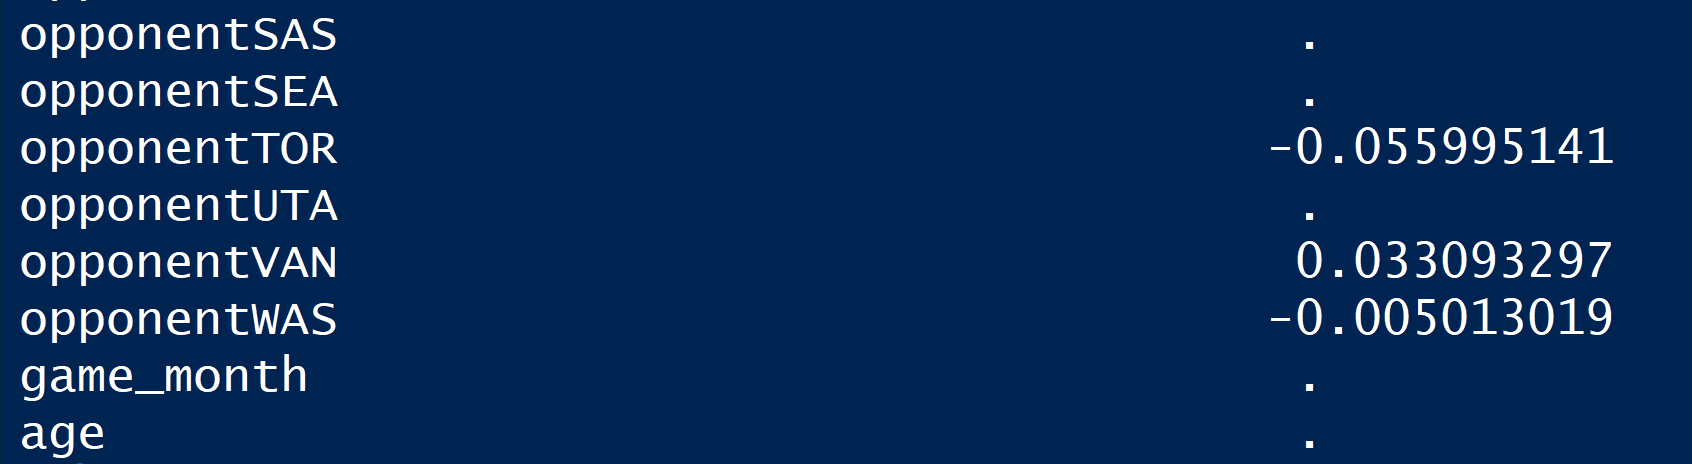 opponentSAS .
opponentSEA .
opponentTOR -0.055995141
opponentUTA .
opponentVAN 0.033093297
opponentWAS -0.005013019
game_month .
age .